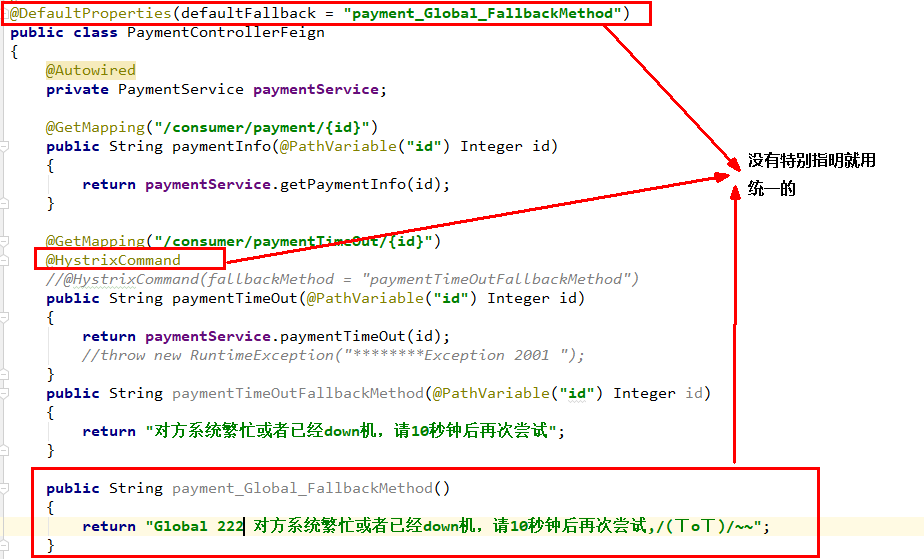 @DefaultProperties(defaultFallback = "payment_Global_FallbackMethod")
public class PaymentControllerFeign
{
@Autowired
private PaymentService paymentService;
@GetMapping("/consumer/payment/{id}")
public String paymentInfo(@PathVariable("id") Integer id)
{
return paymentService.getPaymentInfo(id);
}
没有特别指明就用
统一的
@GetMapping("/consumer/paymentTimeOut/{id}")
@HystrixCommand
//@HystrixCommand(fallbackMethod = "paymentTimeOutFallbackMethod")
public String paymentTimeOut(@PathVariable("id") Integer id)
{
return paymentService.paymentTimeOut(id);
//throw new RuntimeException("********Exception 2001 ");
}
public String paymentTimeOutFallbackMethod(@PathVariable("id") Integer id)
{
return "对方系统繁忙或者已经down机，请10秒钟后再次尝试";
}
public String payment_Global_FallbackMethod()
{
return "Global 222 对方系统繁忙或者已经down机，请10秒钟后再次尝试,/(ㄒoㄒ)/~~";
}